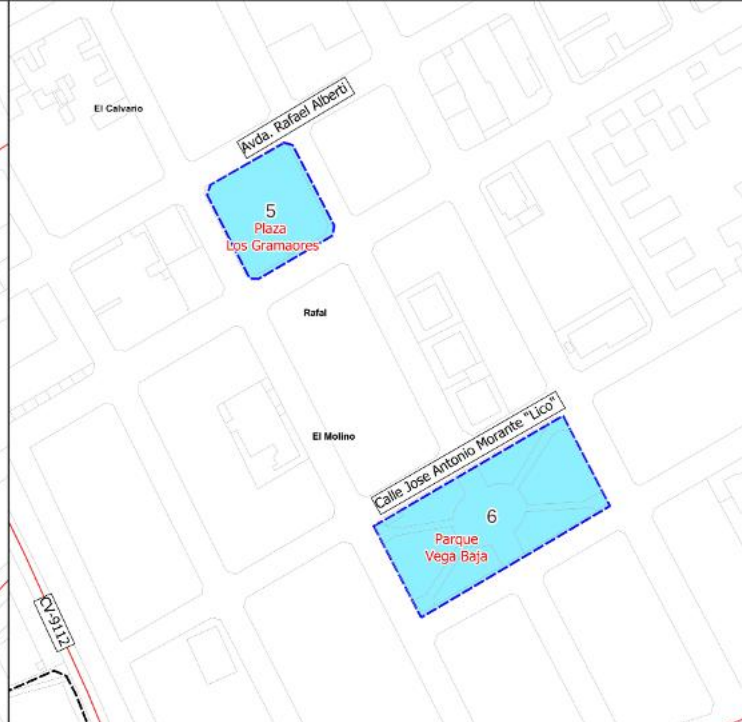 El Calvario
Avda. Rafael Alberti
5
Plaza
Los Gramaores
Rafal
El Molino
Calle Jose Antonio Morante "Lico"
6
Parque
Vega Baja
CV-9112